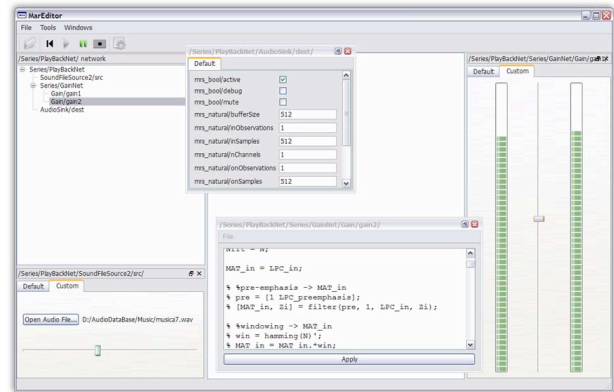 MarEditor
File Tools Windows
/Series/PlayBackNet/ network
Series/PlayBackNet
SoundFileSource2/src
Series/GainNet
Gain/gain1
Gain/gain2
AudioSink/dest
/Series/PlayBackNet/AudioSink/dest/
Default
mrs_bool/active
mrs_bool/debug
mrs_bool/mute
mrs_natural/bufferSize 512
mrs_natural/inObservations 1
mrs_natural/inSamples 512
mrs_natural/nChannels 1
mrs_natural/onObservations 1
mrs_natural/onSamples 512
/Series/PlayBackNet/Series/GainNet/Gain/ga
Default Custom
/Series/PlayBackNet/Series/GainNet/Gain/gain2/
File
Nfft = N;
MAT_in = LPC_in;
% %pre-emphasis -> MAT_in
% pre = [1 LPC_preemphasis];
% [MAT_in, Zi] = filter(pre, 1, LPC_in, Zi);
% %windowing -> MAT_in
% win = hamming(N)';
% MAT_in = MAT_in.*win;
Apply
/Series/PlayBackNet/SoundFileSource2/src/
Default Custom
Open Audio File... D:/AudioDataBase/Music/musica7.wav